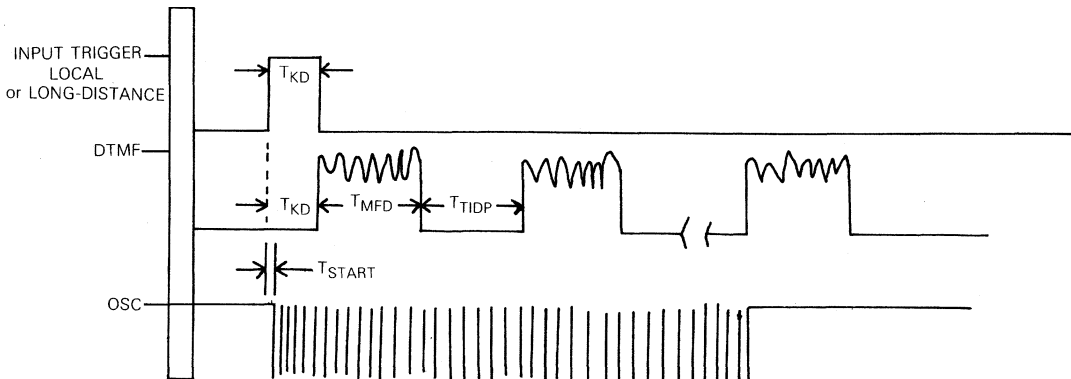 INPUT TRIGGER
LOCAL
or LONG-DISTANCE
TKD
DTMF
TKD
TMFD
TTIDP
TSTART
OSC